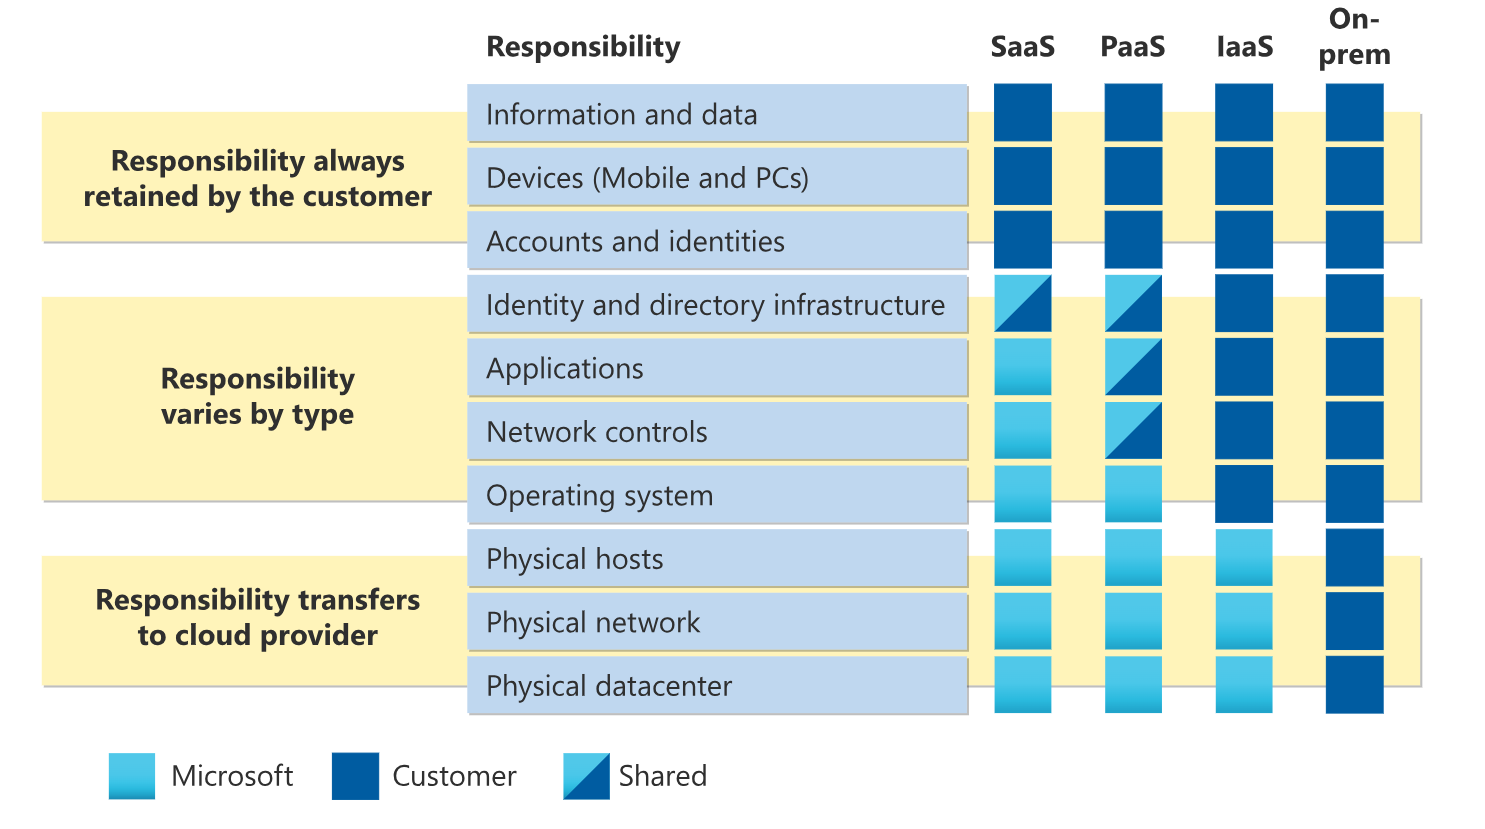 Responsibility SaaS PaaS IaaS On-
prem
Information and data
Responsibility always
retained by the customer
Devices (Mobile and PCs)
Accounts and identities
Identity and directory infrastructure
Responsibility
varies by type
Applications
Network controls
Operating system
Physical hosts
Responsibility transfers
to cloud provider
Physical network
Physical datacenter
Microsoft Customer Shared